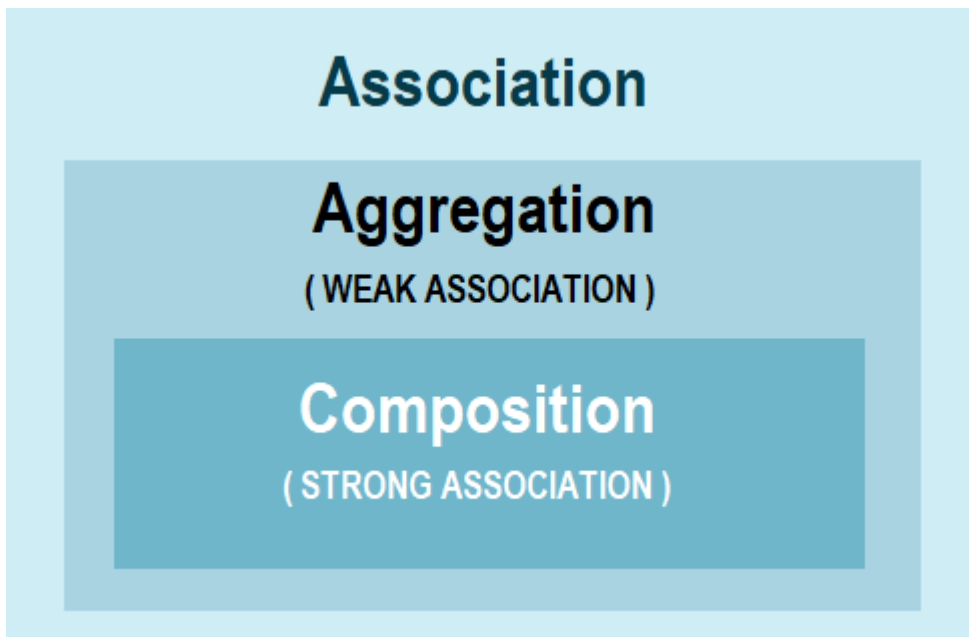 Association
Aggregation
( WEAK ASSOCIATION )
Composition
( STRONG ASSOCIATION )